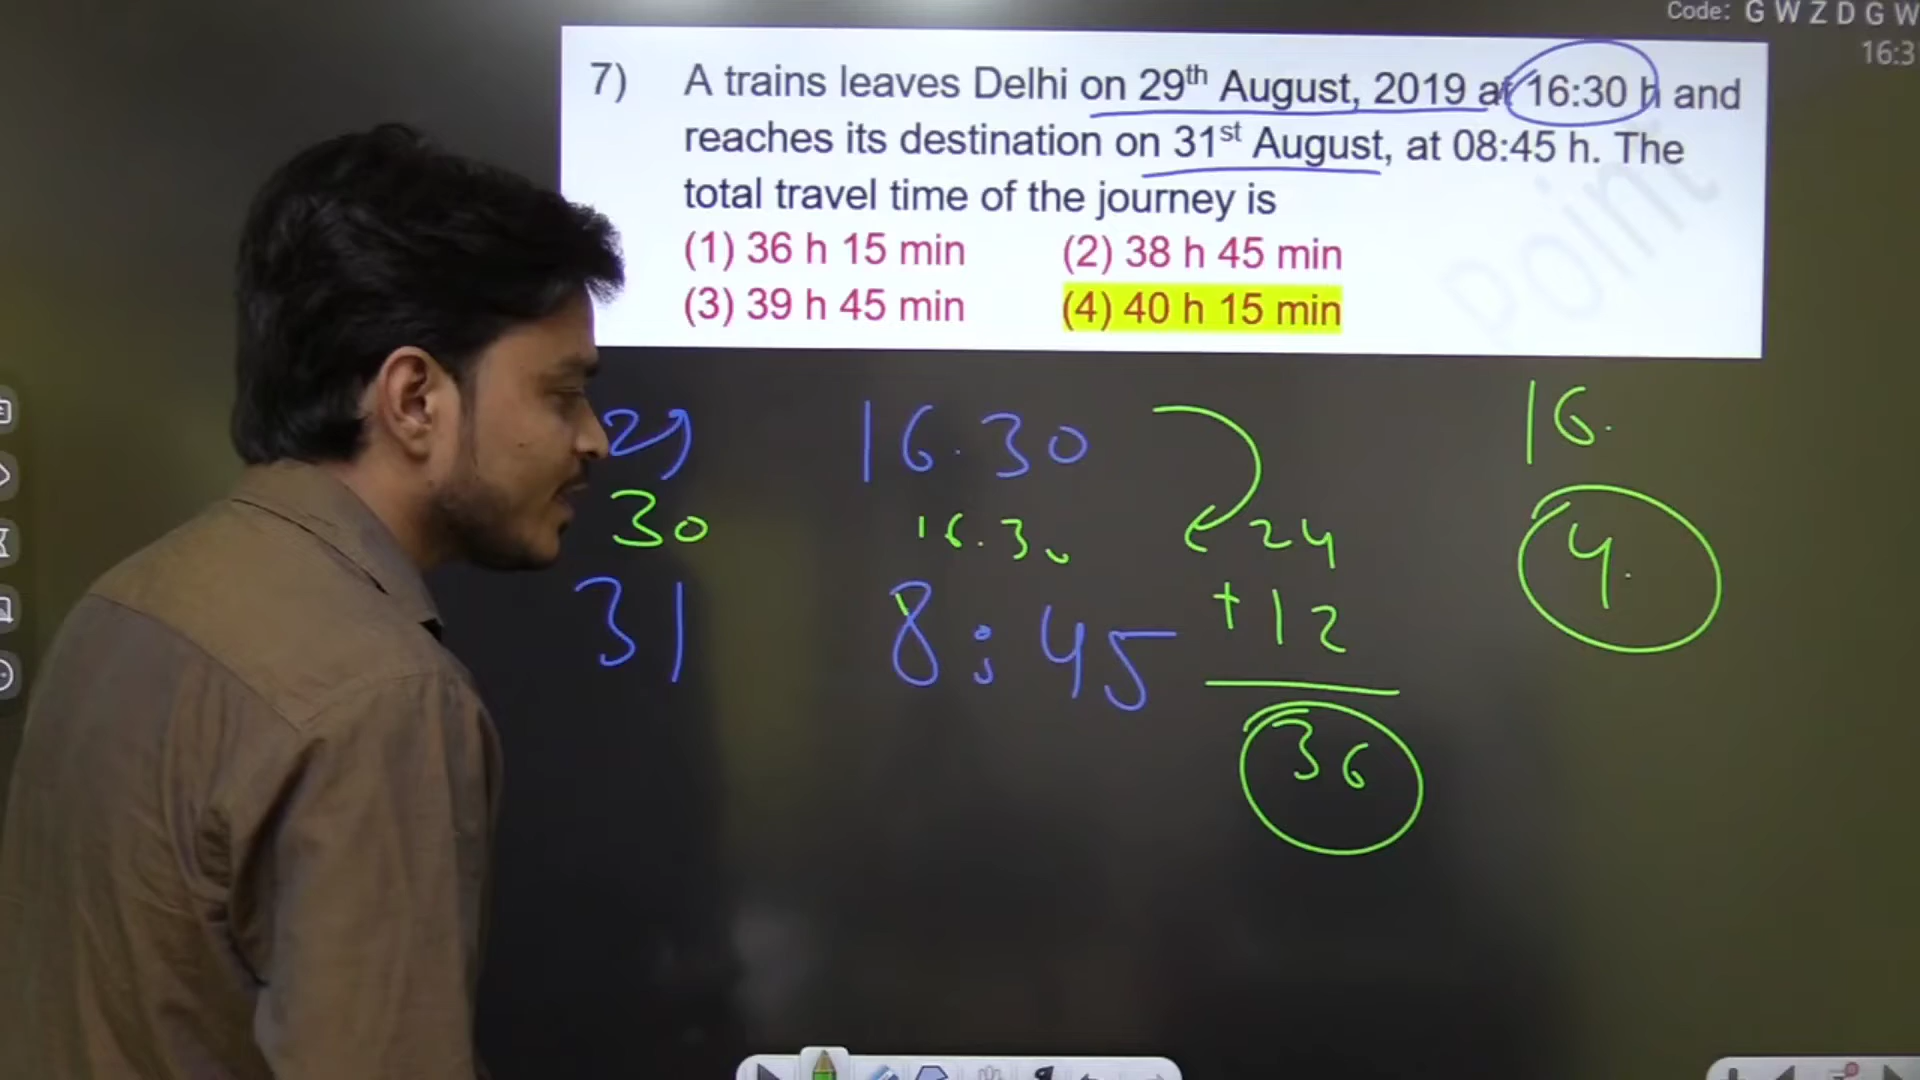 Code: G W Z D G W
16:3
7) A trains leaves Delhi on 29th August, 2019 at 16:30 h and
reaches its destination on 31st August, at 08:45 h. The
total travel time of the journey is
(1) 36 h 15 min (2) 38 h 45 min
(3) 39 h 45 min (4) 40 h 15 min
Point
29 16.30 16.
30 16.30 24 4.
31 8:45 +12
36